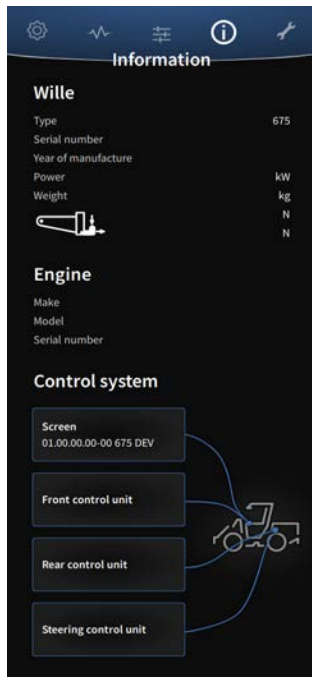 Information
Wille
Type 675
Serial number
Year of manufacture
Power kW
Weight kg
N
N
Engine
Make
Model
Serial number
Control system
Screen
01.00.00.00-00 675 DEV
Front control unit
Rear control unit
Steering control unit